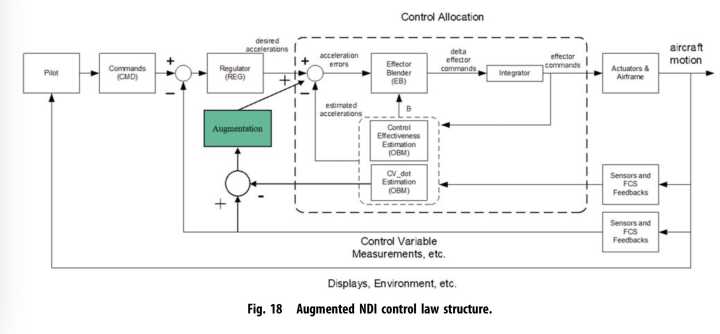 Control Allocation
desired
accelerations
aircraft
motion
acceleration
errors
delta
effector
commands
effector
commands
Pilot
Commands
(CMD)
+
−
Regulator
(REG)
+
+
−
Effector
Blender
(EB)
Integrator
Actuators &
Airframe
estimated
accelerations
B
Augmentation
Control
Effectiveness
Estimation
(OBM)
CV_dot
Estimation
(OBM)
Sensors and
FCS
Feedbacks
+
-
Sensors and
FCS
Feedbacks
Control Variable
Measurements, etc.
Displays, Environment, etc.
Fig. 18 Augmented NDI control law structure.